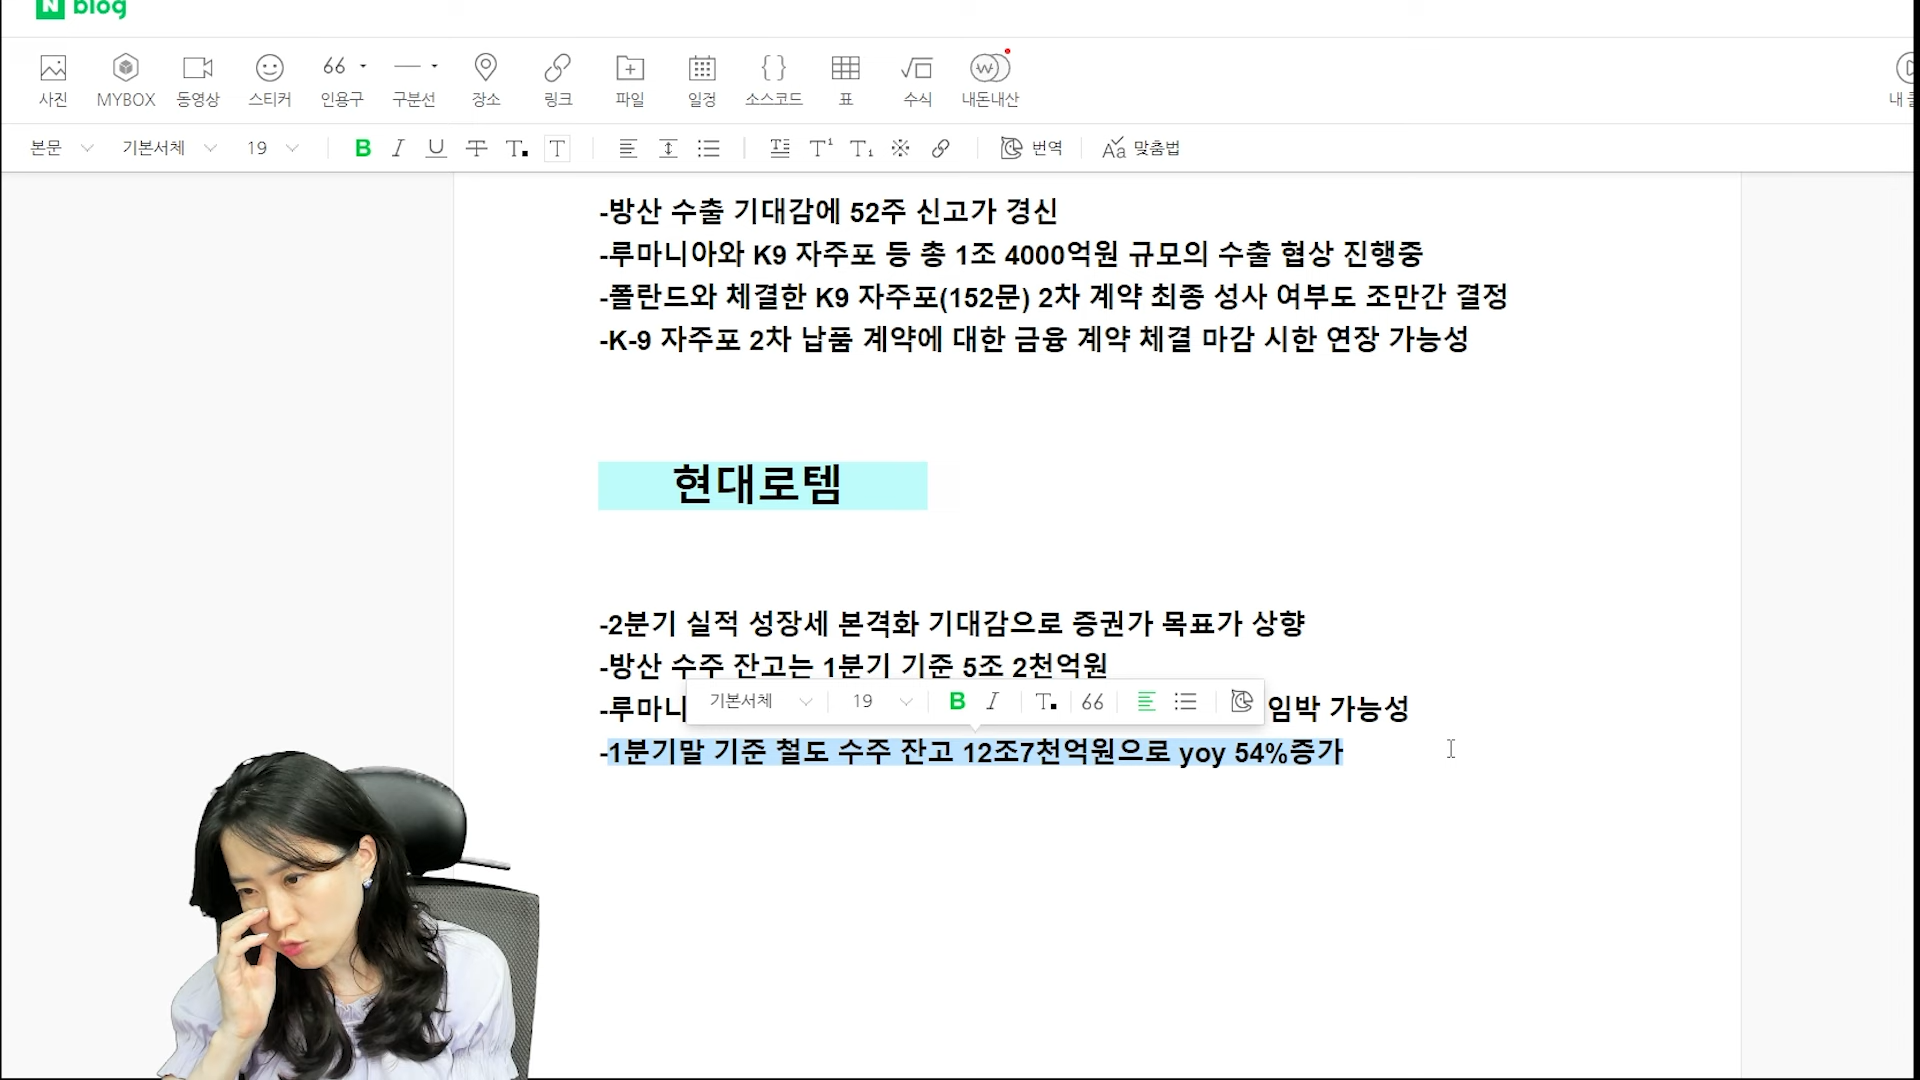 N blog
사진 MYBOX 동영상 스티커 66 인용구 구분선 장소 링크 파일 일정 소스코드 표 수식 내돈내산 내
본문 기본서체 19 B I U T T T T¹ T₁ 번역 맞춤법
-방산 수출 기대감에 52주 신고가 경신
-루마니아와 K9 자주포 등 총 1조 4000억원 규모의 수출 협상 진행중
-폴란드와 체결한 K9 자주포(152문) 2차 계약 최종 성사 여부도 조만간 결정
-K-9 자주포 2차 납품 계약에 대한 금융 계약 체결 마감 시한 연장 가능성
현대로템
-2분기 실적 성장세 본격화 기대감으로 증권가 목표가 상향
-방산 수주 잔고는 1분기 기준 5조 2천억원
기본서체 19 B I T 66
-루마니 임박 가능성
-1분기말 기준 철도 수주 잔고 12조7천억원으로 yoy 54%증가